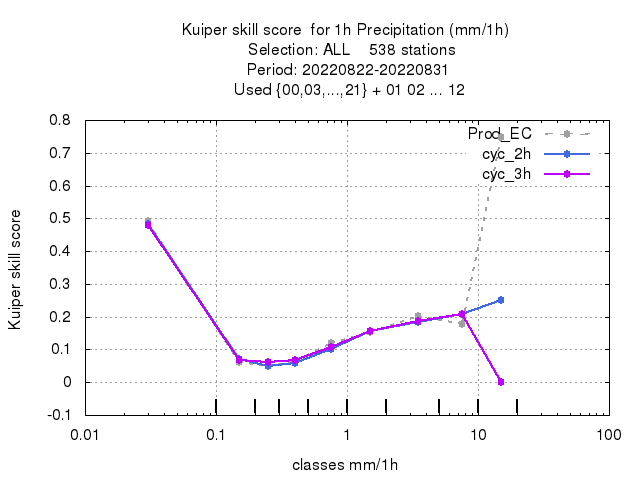 Kuiper skill score  for 1h Precipitation (mm/1h)
Selection: ALL    538 stations
Period: 20220822-20220831
Used {00,03,...,21} + 01 02 ... 12
Prod_EC
cyc_2h
cyc_3h
0.8
0.7
0.6
0.5
0.4
0.3
0.2
0.1
0
-0.1
Kuiper skill score
0.01 0.1 1 10 100
classes mm/1h